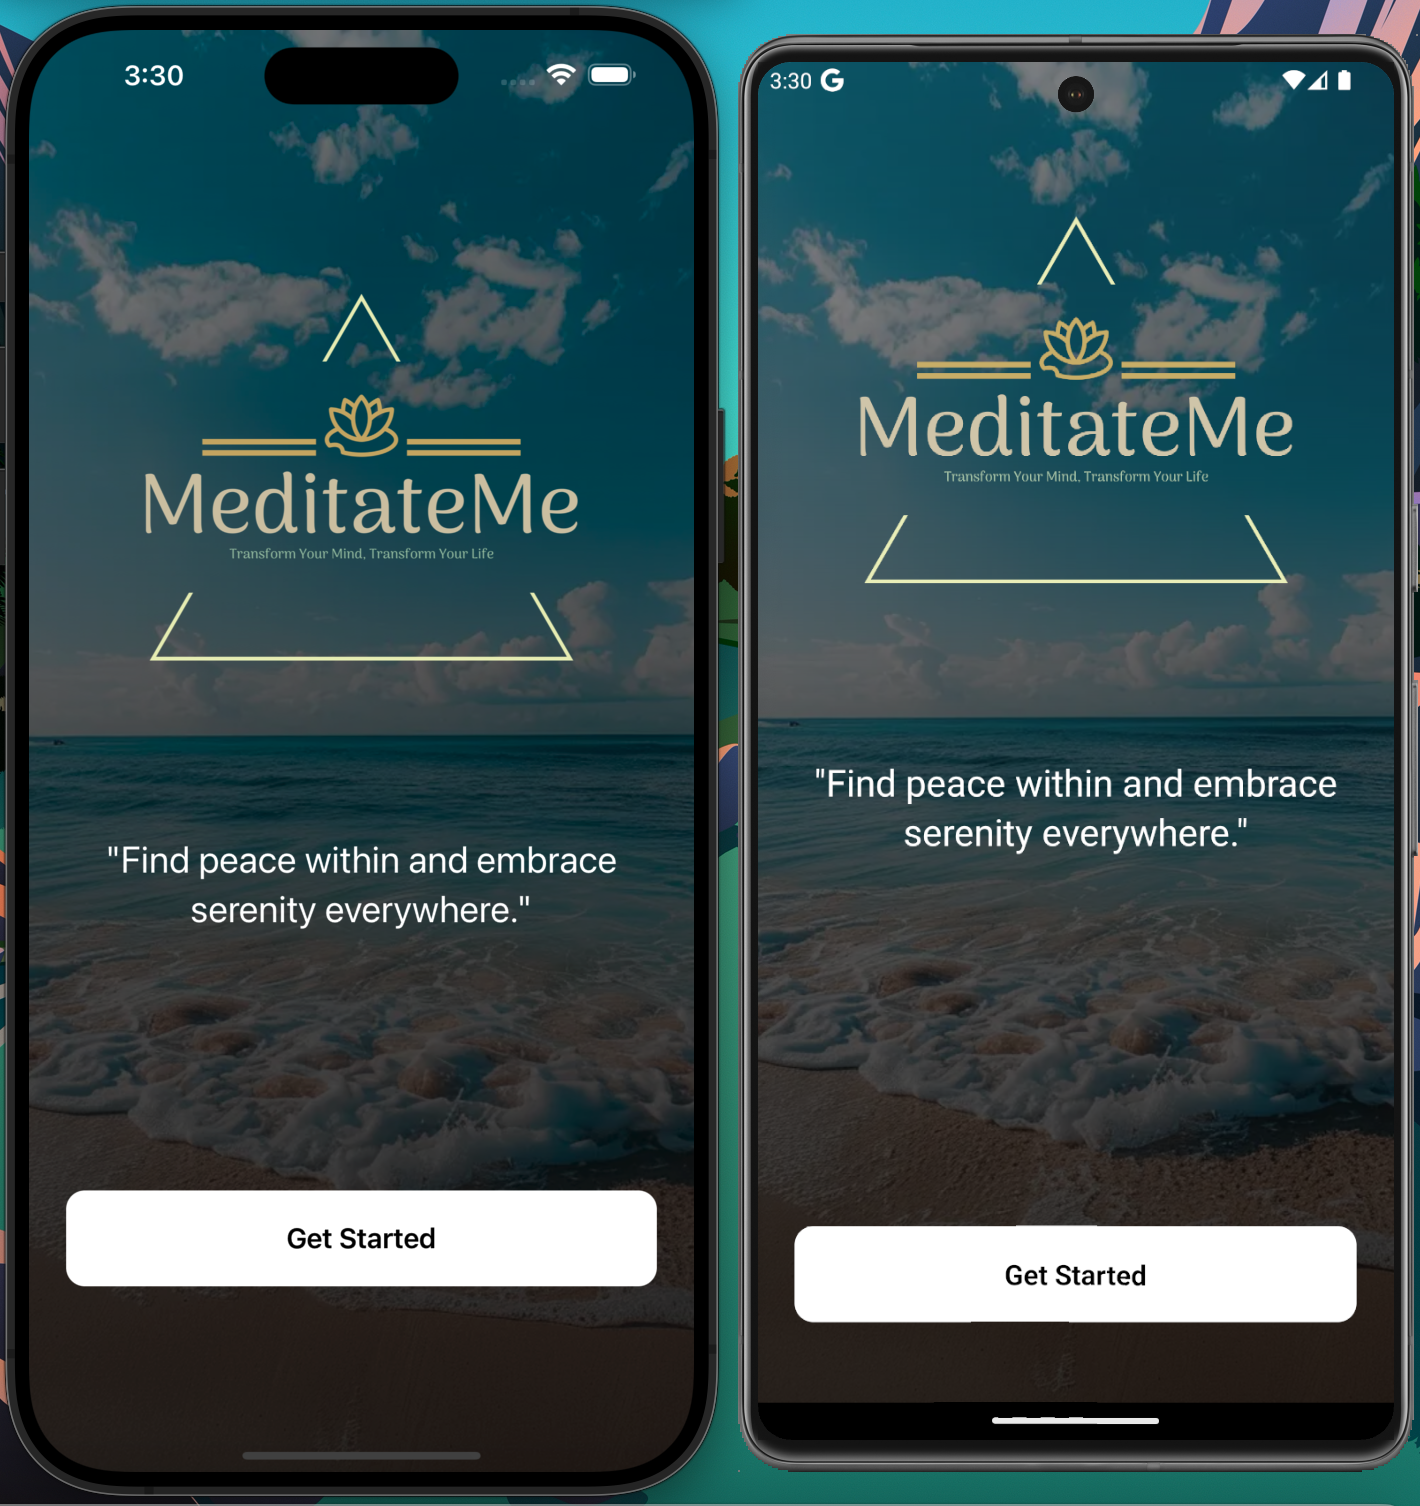 3:30
MeditateMe
Transform Your Mind, Transform Your Life
"Find peace within and embrace
serenity everywhere."
Get Started
3:30 G
MeditateMe
Transform Your Mind, Transform Your Life
"Find peace within and embrace
serenity everywhere."
Get Started